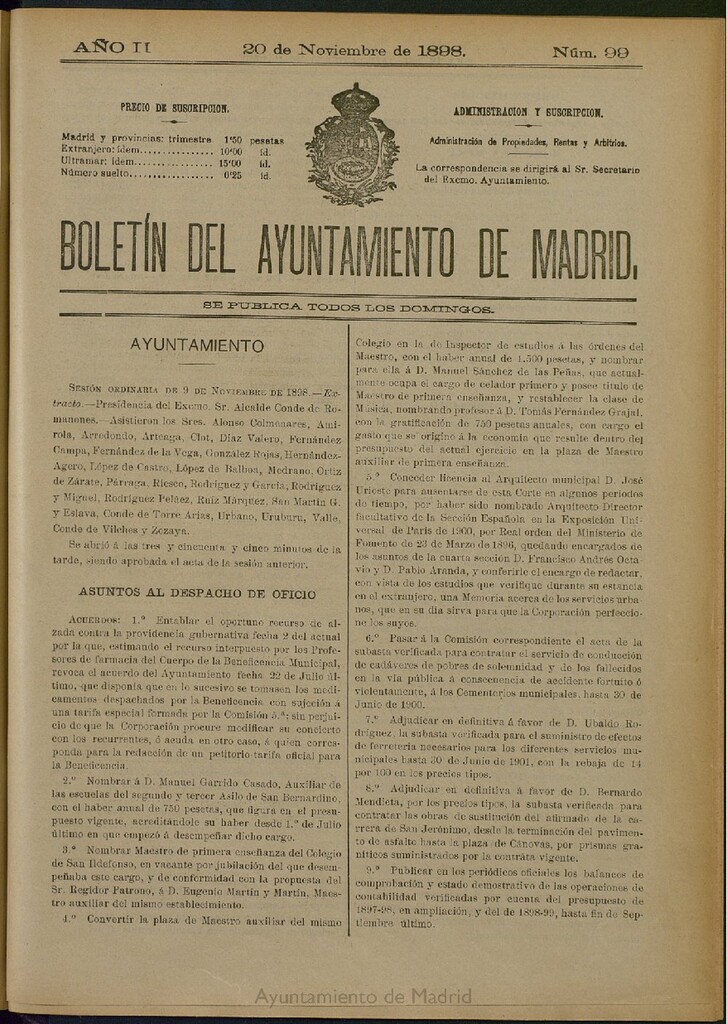 AÑO II
20 de Noviembre de 1898.
Núm. 99
PRECIO DE SUSCRIPCION.
Madrid y provincias: trimestre 1'50 pesetas
Extranjero: ídem................ 10'00 id.
Ultramar: ídem................ 15'00 id.
Número suelto................. 0'25 id.
ADMINISTRACION Y SUSCRIPCION.
Administración de Propiedades, Rentas y Arbitrios.
La correspondencia se dirigirá al Sr. Secretario
del Excmo. Ayuntamiento.
BOLETÍN DEL AYUNTAMIENTO DE MADRID.
SE PUBLICA TODOS LOS DOMINGOS.
AYUNTAMIENTO
SESIÓN ORDINARIA DE 9 DE NOVIEMBRE DE 1898.—Ex-
tracto.—Presidencia del Excmo. Sr. Alcalde Conde de Ro-
manones.—Asistieron los Sres. Alonso Colmenares, Ami-
rola, Arredondo, Arteaga, Clot, Díaz Valero, Fernández
Campa, Fernández de la Vega, González Rojas, Hernández-
Agero, López de Castro, López de Balboa, Medrano, Ortiz
de Zárate, Párraga, Riesco, Rodríguez y García, Rodríguez
y Miguel, Rodríguez Peláez, Ruíz Márquez, San Martín G.
y Eslava, Conde de Torre Arias, Urbano, Uruburu, Valle,
Conde de Vilches y Zozaya.
Se abrió á las tres y cincuenta y cinco minutos de la
tarde, siendo aprobada el acta de la sesión anterior.
ASUNTOS AL DESPACHO DE OFICIO
ACUERDOS: 1.º Entablar el oportuno recurso de al-
zada contra la providencia gubernativa fecha 2 del actual
por la que, estimando el recurso interpuesto por los Profe-
sores de farmacia del Cuerpo de la Beneficencia Municipal,
revoca el acuerdo del Ayuntamiento fecha 22 de Julio úl-
timo, que disponía que en lo sucesivo se tomasen los medi-
camentos despachados por la Beneficencia con sujeción á
una tarifa especial formada por la Comisión 5.ª; sin perjui-
cio de que la Corporación procure modificar su concierto
con los recurrentes, ó acuda en otro caso, á quien corres-
ponda para la redacción de un petitorio-tarifa oficial para
la Beneficencia.
2.º Nombrar á D. Manuel Garrido Casado, Auxiliar de
las escuelas del segundo y tercer Asilo de San Bernardino,
con el haber anual de 750 pesetas, que figura en el presu-
puesto vigente, acreditándole su haber desde 1.º de Julio
último en que empezó á desempeñar dicho cargo.
3.º Nombrar Maestro de primera enseñanza del Colegio
de San Ildefonso, en vacante por jubilación del que desem-
peñaba este cargo, y de conformidad con la propuesta del
Sr. Regidor Patrono, á D. Eugenio Martín y Martín, Maes-
tro auxiliar del mismo establecimiento.
4.º Convertir la plaza de Maestro auxiliar del mismo
Colegio en la de Inspector de estudios á las órdenes del
Maestro, con el haber anual de 1.500 pesetas, y nombrar
para ella á D. Manuel Sánchez de las Peñas, que actual-
mente ocupa el cargo de celador primero y posee título de
Maestro de primera enseñanza, y restablecer la clase de
Música, nombrando profesor á D. Tomás Fernández Grajal,
con la gratificación de 750 pesetas anuales, con cargo el
gasto que se origine á la economía que resulte dentro del
presupuesto del actual ejercicio en la plaza de Maestro
auxiliar de primera enseñanza.
5.º Conceder licencia al Arquitecto municipal D. José
Urioste para ausentarse de esta Corte en algunos periodos
de tiempo, por haber sido nombrado Arquitecto Director
facultativo de la Sección Española en la Exposición Uni-
versal de París de 1900, por Real orden del Ministerio de
Fomento de 23 de Marzo de 1896, quedando encargados de
los asuntos de la cuarta sección D. Francisco Andrés Octa-
vio y D. Pablo Aranda, y conferirle el encargo de redactar,
con vista de los estudios que verifique durante su estancia
en el extranjero, una Memoria acerca de los servicios urba-
nos, que en su día sirva para que la Corporación perfeccio-
ne los suyos.
6.º Pasar á la Comisión correspondiente el acta de la
subasta verificada para contratar el servicio de conducción
de cadáveres de pobres de solemnidad y de los fallecidos
en la vía pública á consecuencia de accidente fortuito ó
violentamente, á los Cementerios municipales, hasta 30 de
Junio de 1900.
7.º Adjudicar en definitiva á favor de D. Ubaldo Ro-
dríguez, la subasta verificada para el suministro de efectos
de ferretería necesarios para los diferentes servicios mu-
nicipales hasta 30 de Junio de 1901, con la rebaja de 14
por 100 en los precios tipos.
8.º Adjudicar en definitiva á favor de D. Bernardo
Mendieta, por los precios tipos, la subasta verificada para
contratar las obras de sustitución del afirmado de la ca-
rrera de San Jerónimo, desde la terminación del pavimen-
to de asfalto hasta la plaza de Cánovas, por prismas gra-
níticos suministrados por la contrata vigente.
9.º Publicar en los periódicos oficiales los balances de
comprobación y estado demostrativo de las operaciones de
contabilidad verificadas por cuenta del presupuesto de
1897-98, en ampliación, y del de 1898-99, hasta fin de Sep-
tiembre último.
Ayuntamiento de Madrid